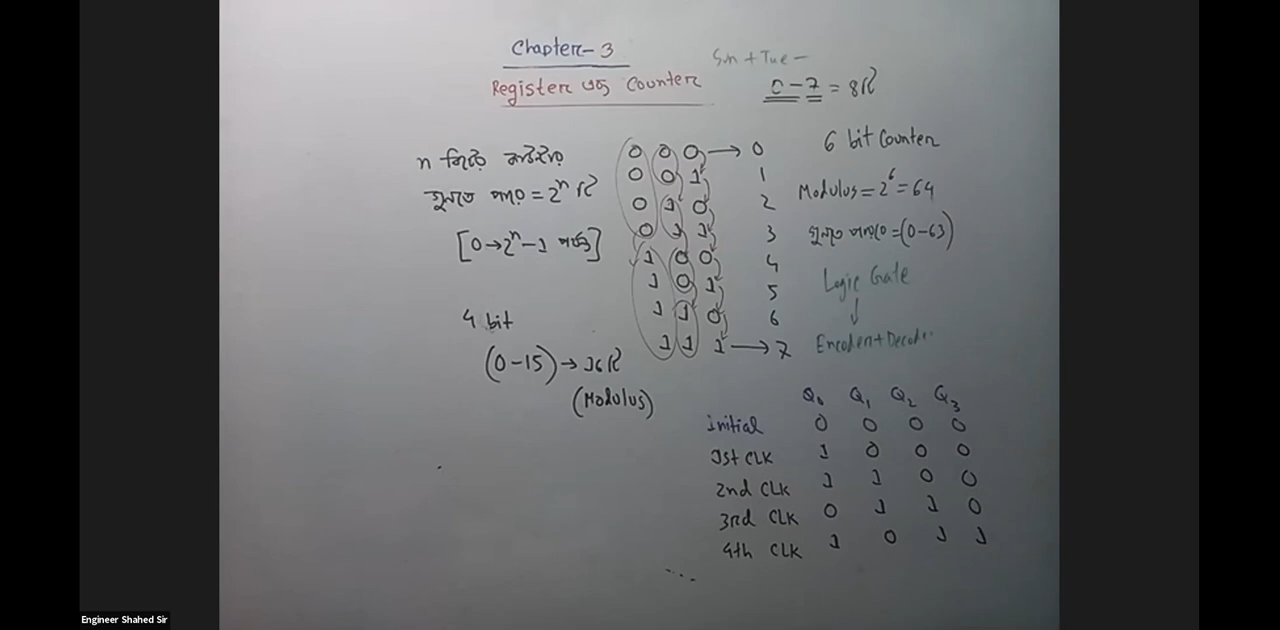 Chapter-3
Register এবং Counter
Sun + Tue -
0 - 7 = 8টি
n বিটের কাউন্টার
গুনতে পারে = 2^n টি
[0→2^n-1 পর্যন্ত]
4 bit
(0-15) → 16টি
(Modulus)
0 0 0 → 0
0 0 1 1
0 1 0 2
0 1 1 3
1 0 0 4
1 0 1 5
1 1 0 6
1 1 1 → 7
6 bit Counter
Modulus = 2^6 = 64
গুনতে পারবে = (0-63)
Logic Gate
↓
Encoder + Decoder
Q0 Q1 Q2 Q3
initial 0 0 0 0
1st CLK 1 0 0 0
2nd CLK 1 1 0 0
3rd CLK 0 1 1 0
4th CLK 1 0 1 1
Engineer Shahed Sir